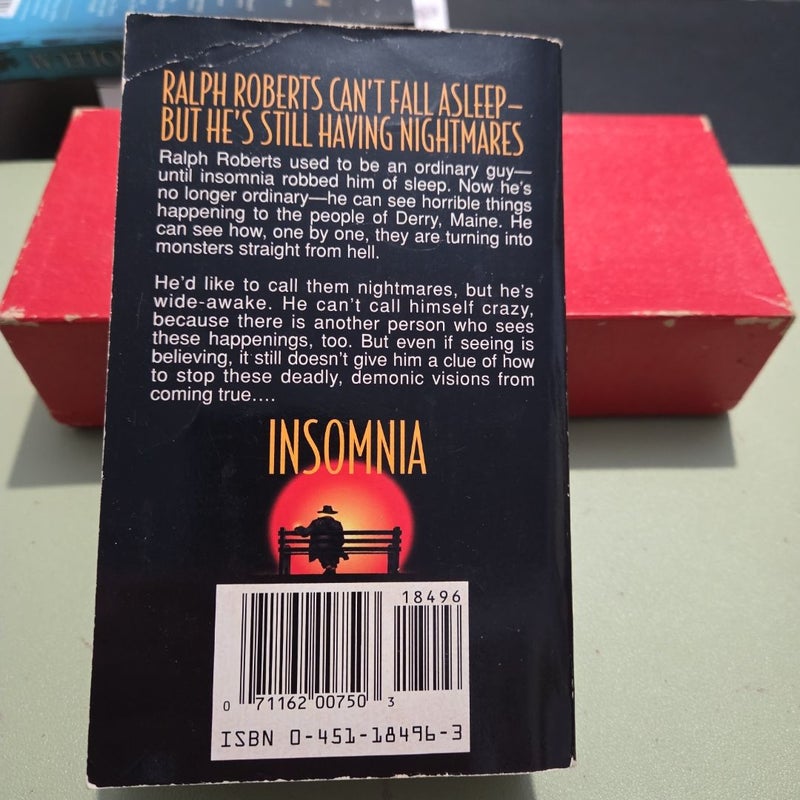 RALPH ROBERTS CAN'T FALL ASLEEP–
BUT HE'S STILL HAVING NIGHTMARES
Ralph Roberts used to be an ordinary guy—
until insomnia robbed him of sleep. Now he's
no longer ordinary—he can see horrible things
happening to the people of Derry, Maine. He
can see how, one by one, they are turning into
monsters straight from hell.
He'd like to call them nightmares, but he's
wide-awake. He can't call himself crazy,
because there is another person who sees
these happenings, too. But even if seeing is
believing, it still doesn't give him a clue of how
to stop these deadly, demonic visions from
coming true....
INSOMNIA
18496
0 71162 00750 3
ISBN 0-451-18496-3